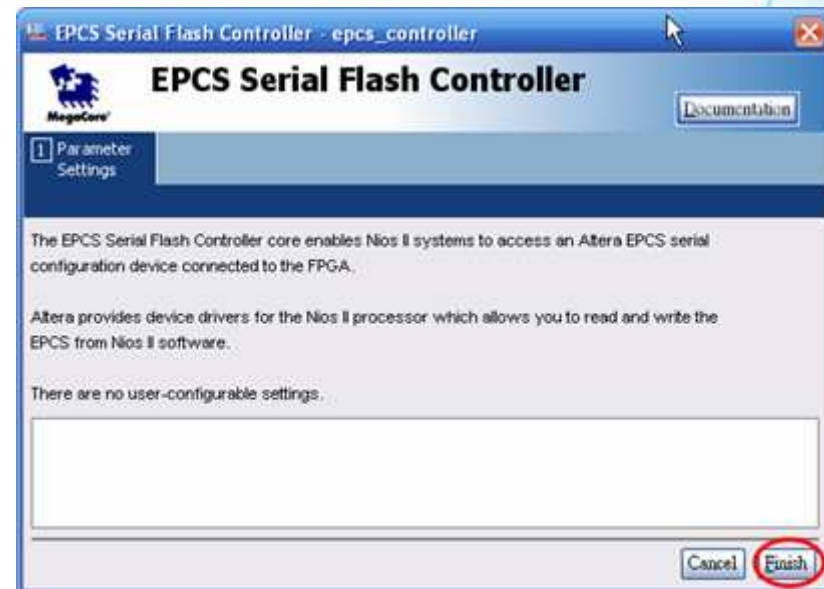 EPCS Serial Flash Controller - epcs_controller
MegaCore'
EPCS Serial Flash Controller
Documentation
1 Parameter
Settings
The EPCS Serial Flash Controller core enables Nios II systems to access an Altera EPCS serial
configuration device connected to the FPGA.
Altera provides device drivers for the Nios II processor which allows you to read and write the
EPCS from Nios II software.
There are no user-configurable settings.
Cancel
Finish